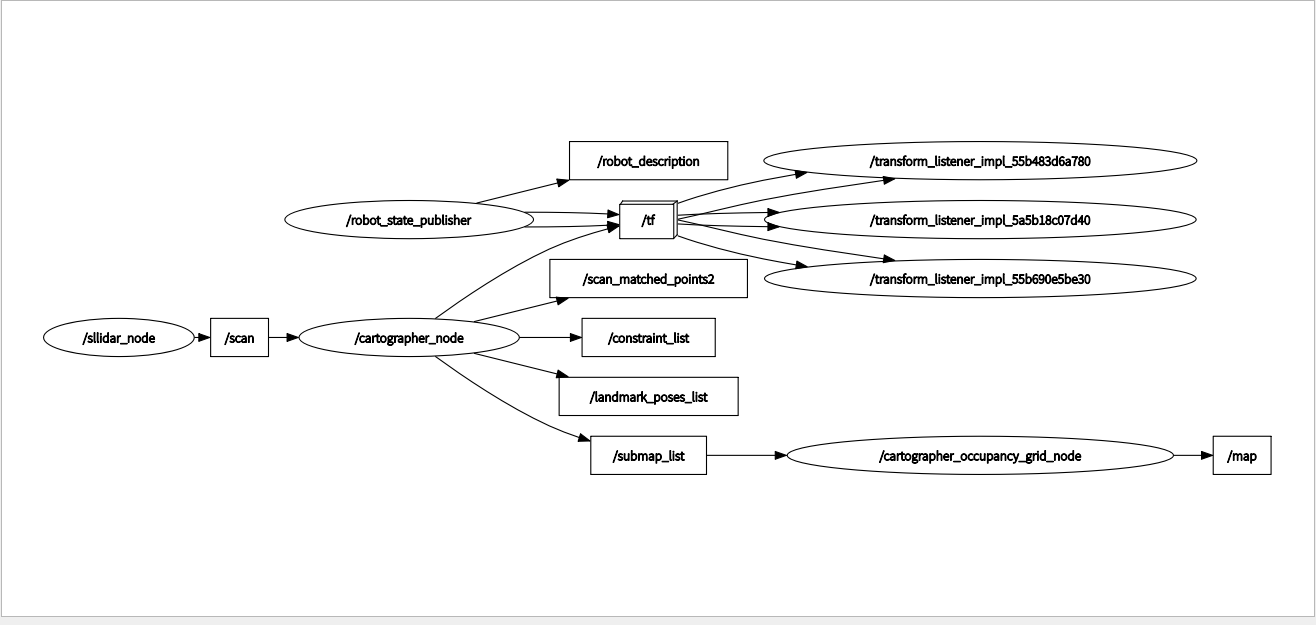 /robot_description
/transform_listener_impl_55b483d6a780
/robot_state_publisher
/tf
/transform_listener_impl_5a5b18c07d40
/scan_matched_points2
/transform_listener_impl_55b690e5be30
/sllidar_node
/scan
/cartographer_node
/constraint_list
/landmark_poses_list
/submap_list
/cartographer_occupancy_grid_node
/map